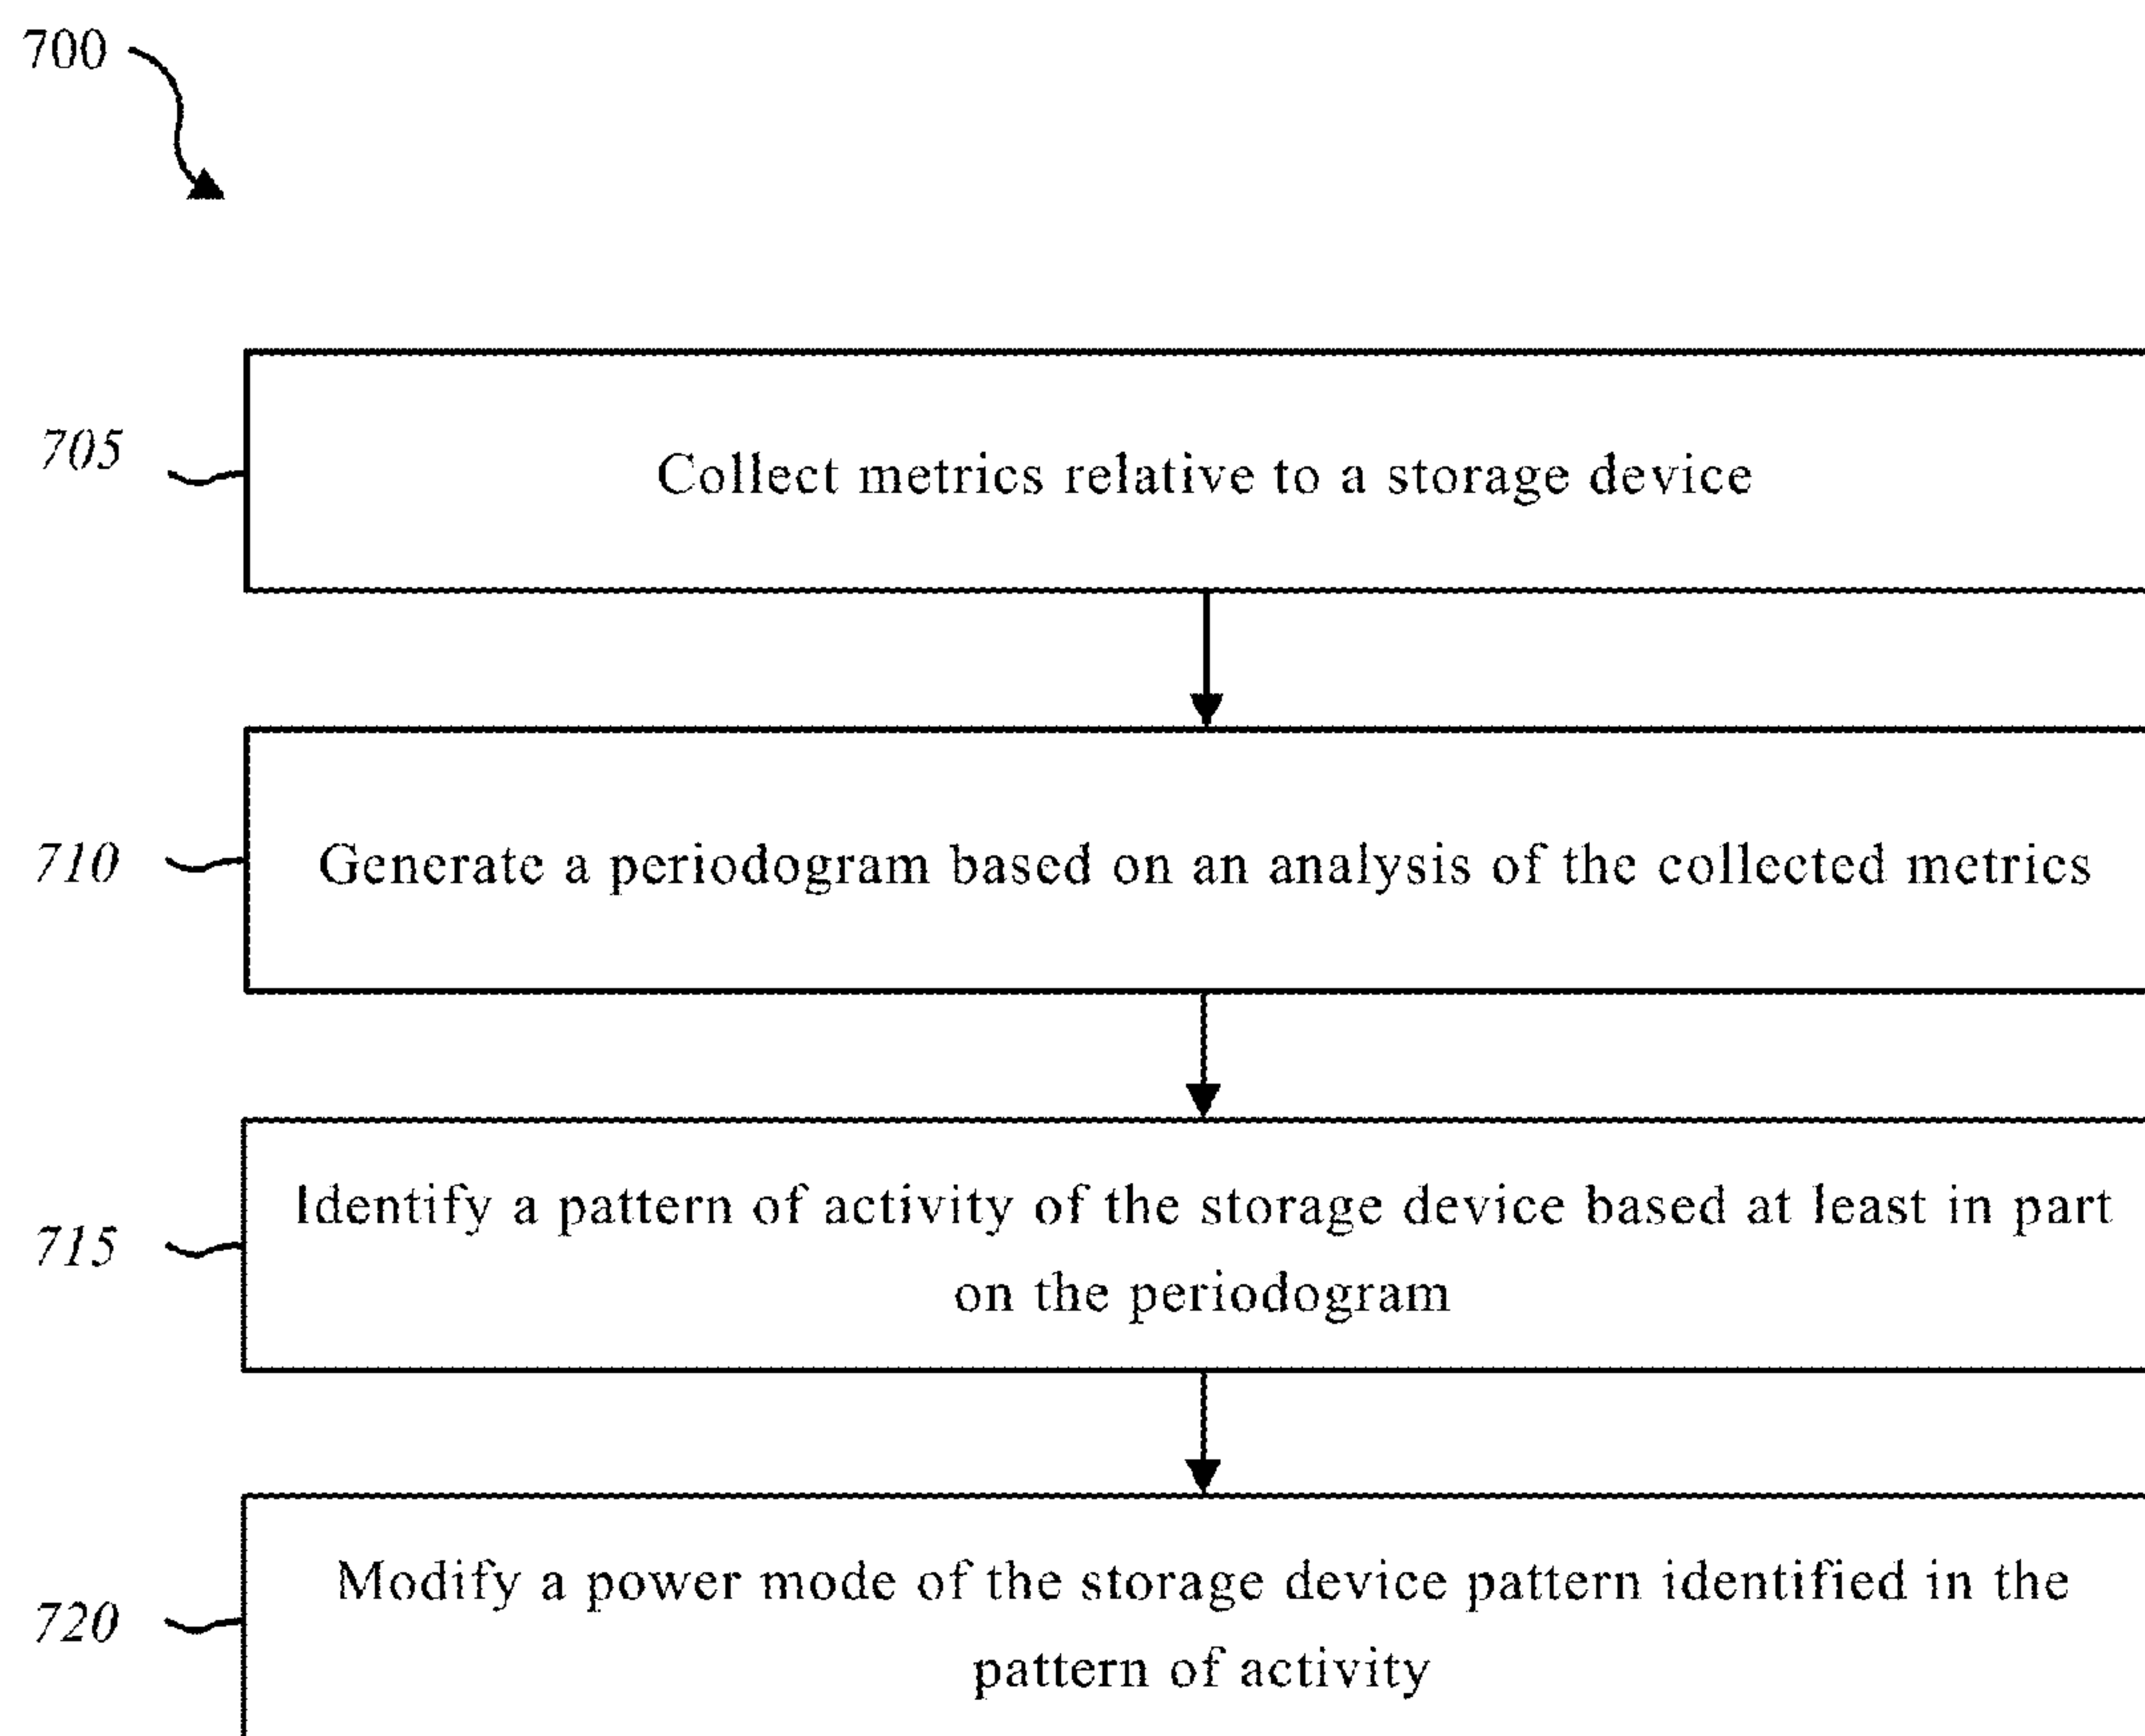 700
705
Collect metrics relative to a storage device
710
Generate a periodogram based on an analysis of the collected metrics
715
Identify a pattern of activity of the storage device based at least in part
on the periodogram
720
Modify a power mode of the storage device pattern identified in the
pattern of activity